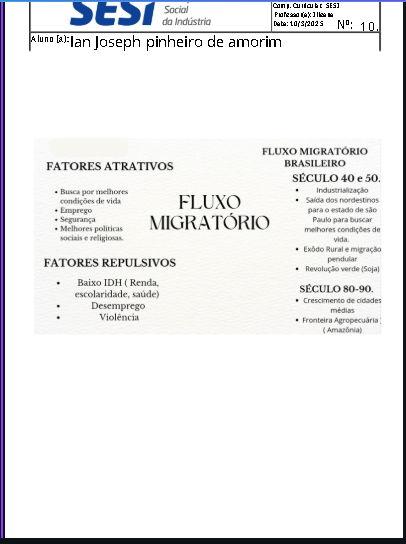 SESI
Social
da Indústria
Comp. Curricular: SESI
Professor(a): Illeane
Data: 10/3/2025 Nº: 10.
Aluno (a): Ian Joseph pinheiro de amorim
FATORES ATRATIVOS
• Busca por melhores
condições de vida
• Emprego
• Segurança
• Melhores políticas
sociais e religiosas.
FATORES REPULSIVOS
• Baixo IDH ( Renda,
escolaridade, saúde)
• Desemprego
• Violência
FLUXO
MIGRATÓRIO
FLUXO MIGRATÓRIO
BRASILEIRO
SÉCULO 40 e 50.
• Industrialização
• Saída dos nordestinos
para o estado de são
Paulo para buscar
melhores condições de
vida.
• Exôdo Rural e migração
pendular
• Revolução verde (Soja)
SÉCULO 80-90.
• Crescimento de cidades
médias
• Fronteira Agropecuária
( Amazônia)